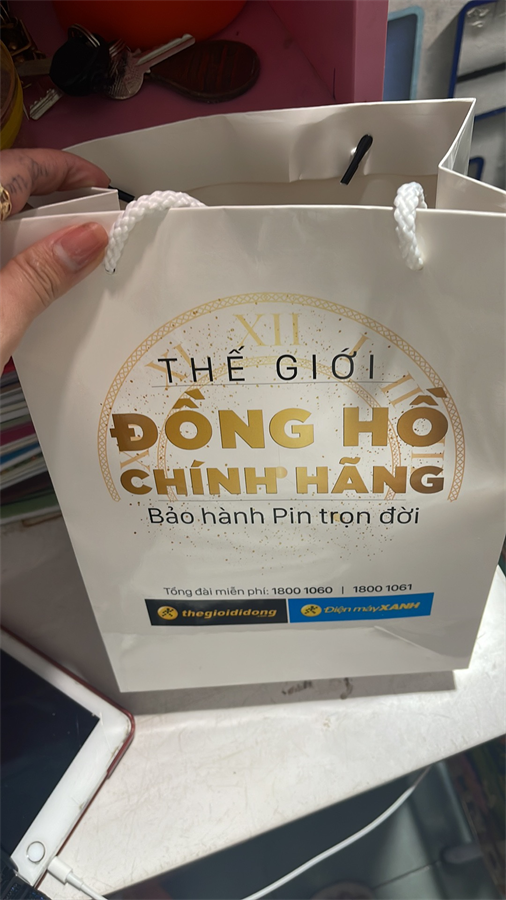 XII
THẾ GIỚI
ĐỒNG HỒ
CHÍNH HÃNG
Bảo hành Pin trọn đời
Tổng đài miễn phí: 1800 1060 | 1800 1061
thegioididong
Điện máy XANH